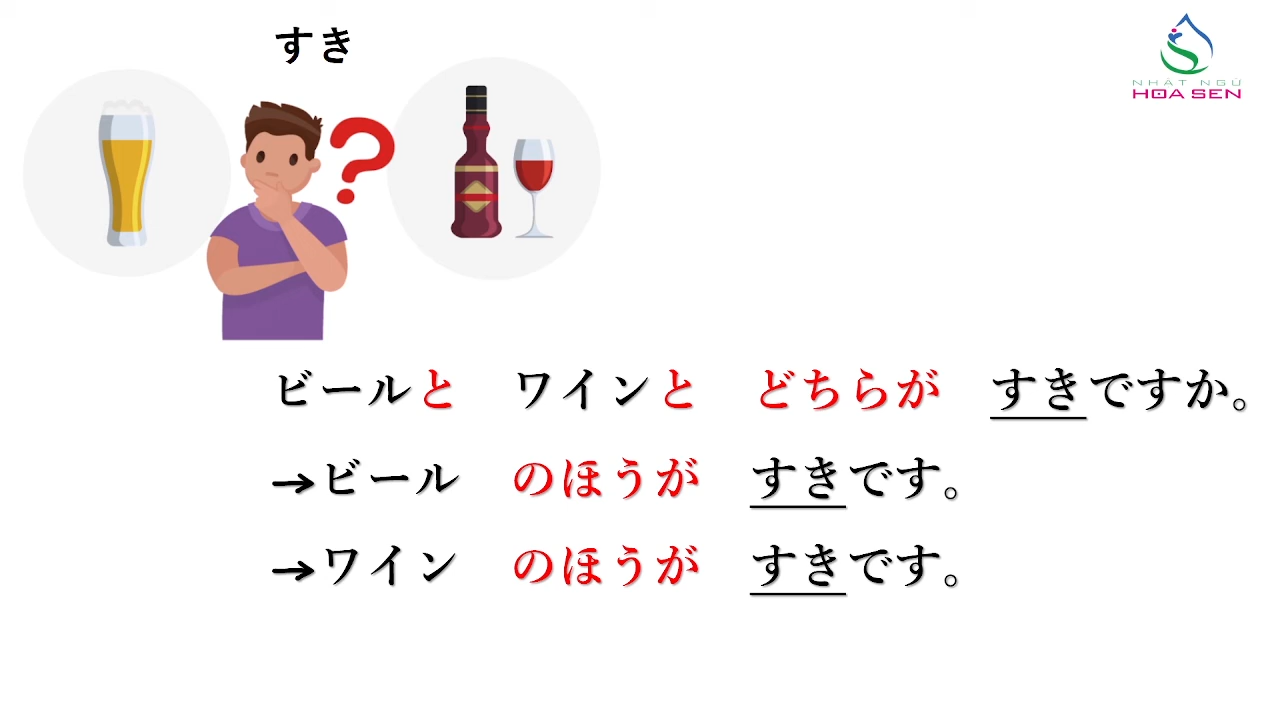 すき
?
NHẬT NGỮ
HOA SEN
ビールと ワインと どちらが すきですか。
→ビール のほうが すきです。
→ワイン のほうが すきです。